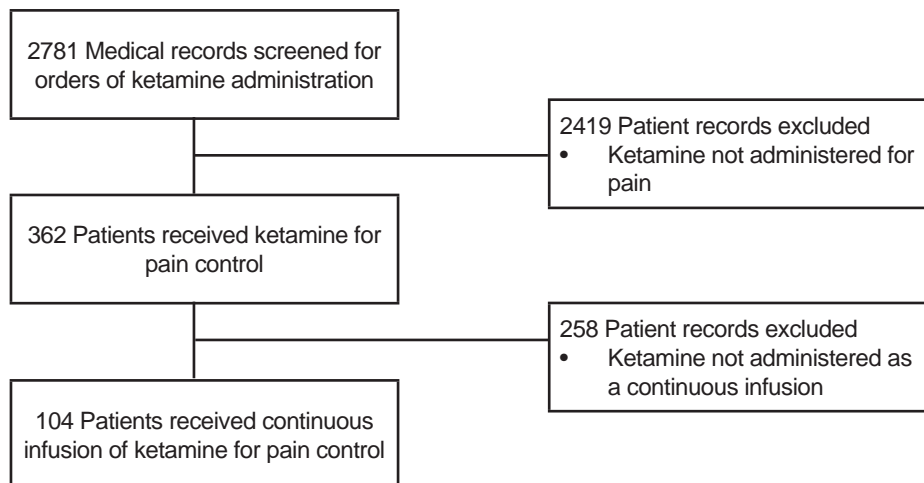 2781 Medical records screened for
orders of ketamine administration
2419 Patient records excluded
• Ketamine not administered for
pain
362 Patients received ketamine for
pain control
258 Patient records excluded
• Ketamine not administered as
a continuous infusion
104 Patients received continuous
infusion of ketamine for pain control